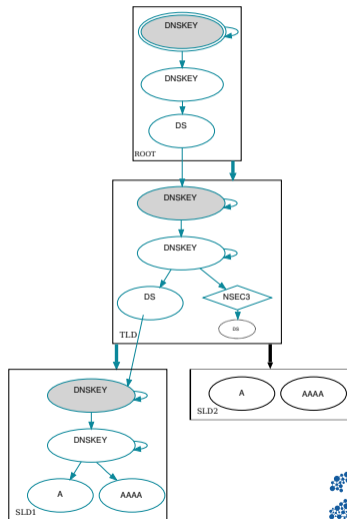 DNSKEY
DNSKEY
DS
ROOT
DNSKEY
DNSKEY
DS
NSEC3
DS
TLD
DNSKEY
DNSKEY
A
AAAA
SLD1
A
AAAA
SLD2